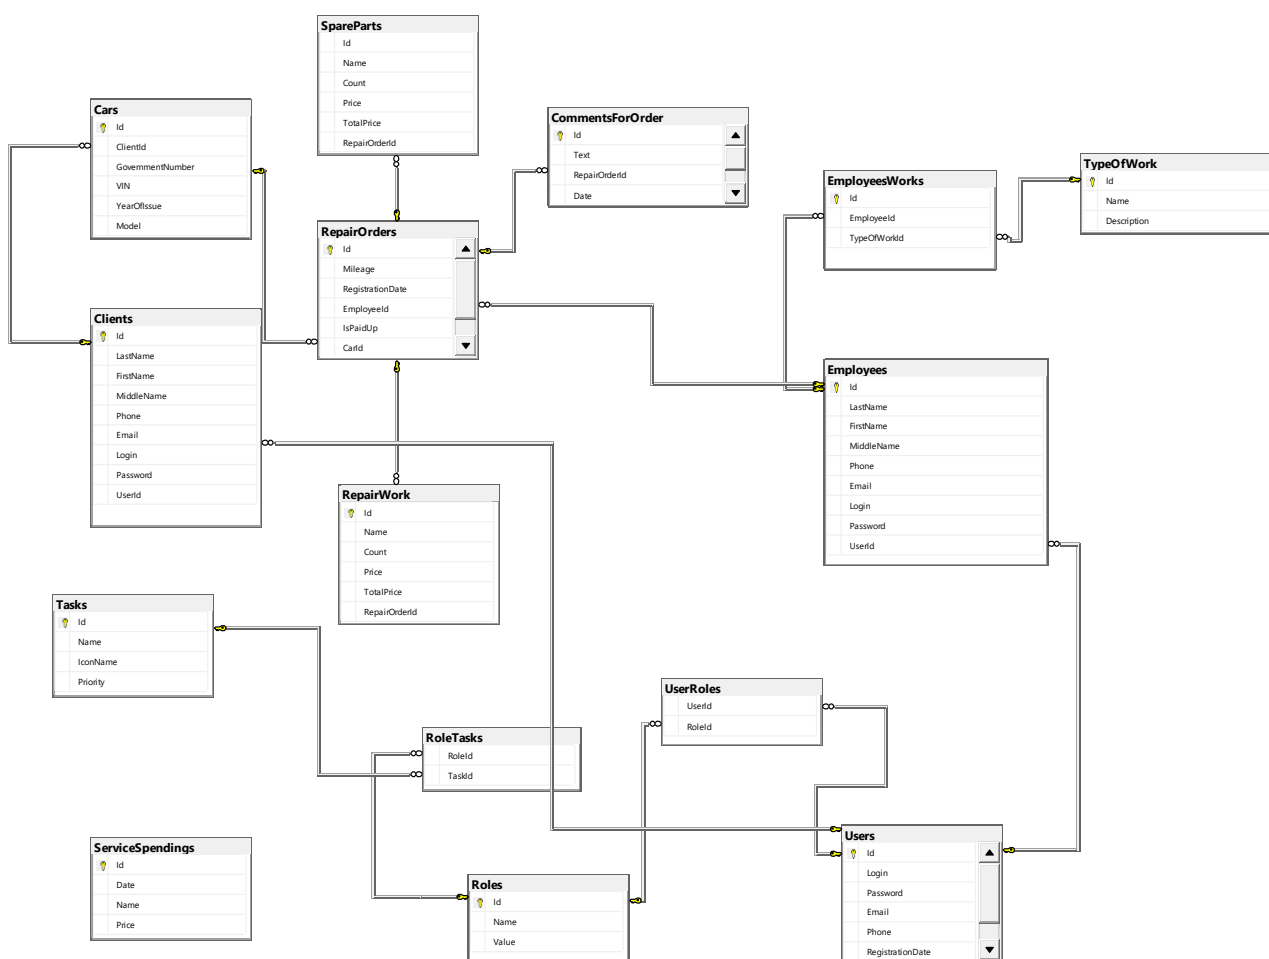 SpareParts
Id
Name
Count
Price
TotalPrice
RepairOrderId
Cars
Id
ClientId
GovernmentNumber
VIN
YearOfIssue
Model
CommentsForOrder
Id
Text
RepairOrderId
Date
TypeOfWork
Id
Name
Description
EmployeesWorks
Id
EmployeeId
TypeOfWorkId
RepairOrders
Id
Mileage
RegistrationDate
EmployeeId
IsPaidUp
CarId
Clients
Id
LastName
FirstName
MiddleName
Phone
Email
Login
Password
UserId
Employees
Id
LastName
FirstName
MiddleName
Phone
Email
Login
Password
UserId
RepairWork
Id
Name
Count
Price
TotalPrice
RepairOrderId
Tasks
Id
Name
IconName
Priority
UserRoles
UserId
RoleId
RoleTasks
RoleId
TaskId
Users
Id
Login
Password
Email
Phone
RegistrationDate
ServiceSpendings
Id
Date
Name
Price
Roles
Id
Name
Value